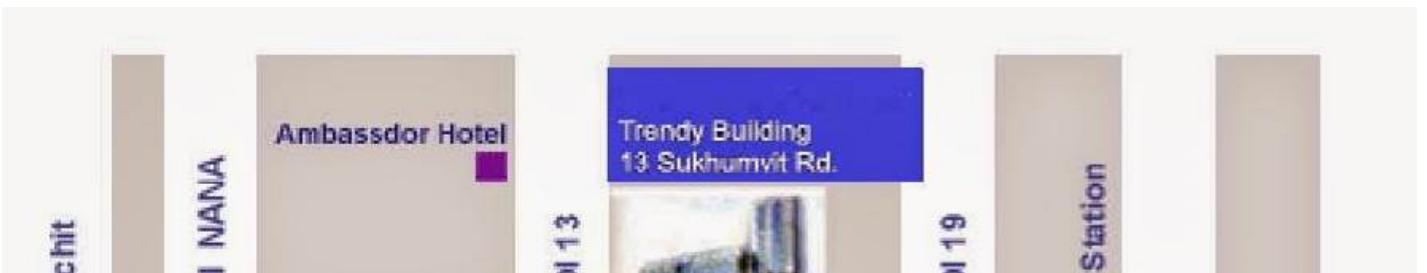 Ambassdor Hotel
Trendy Building
13 Sukhumvit Rd.
chit
NANA
13
19
Station